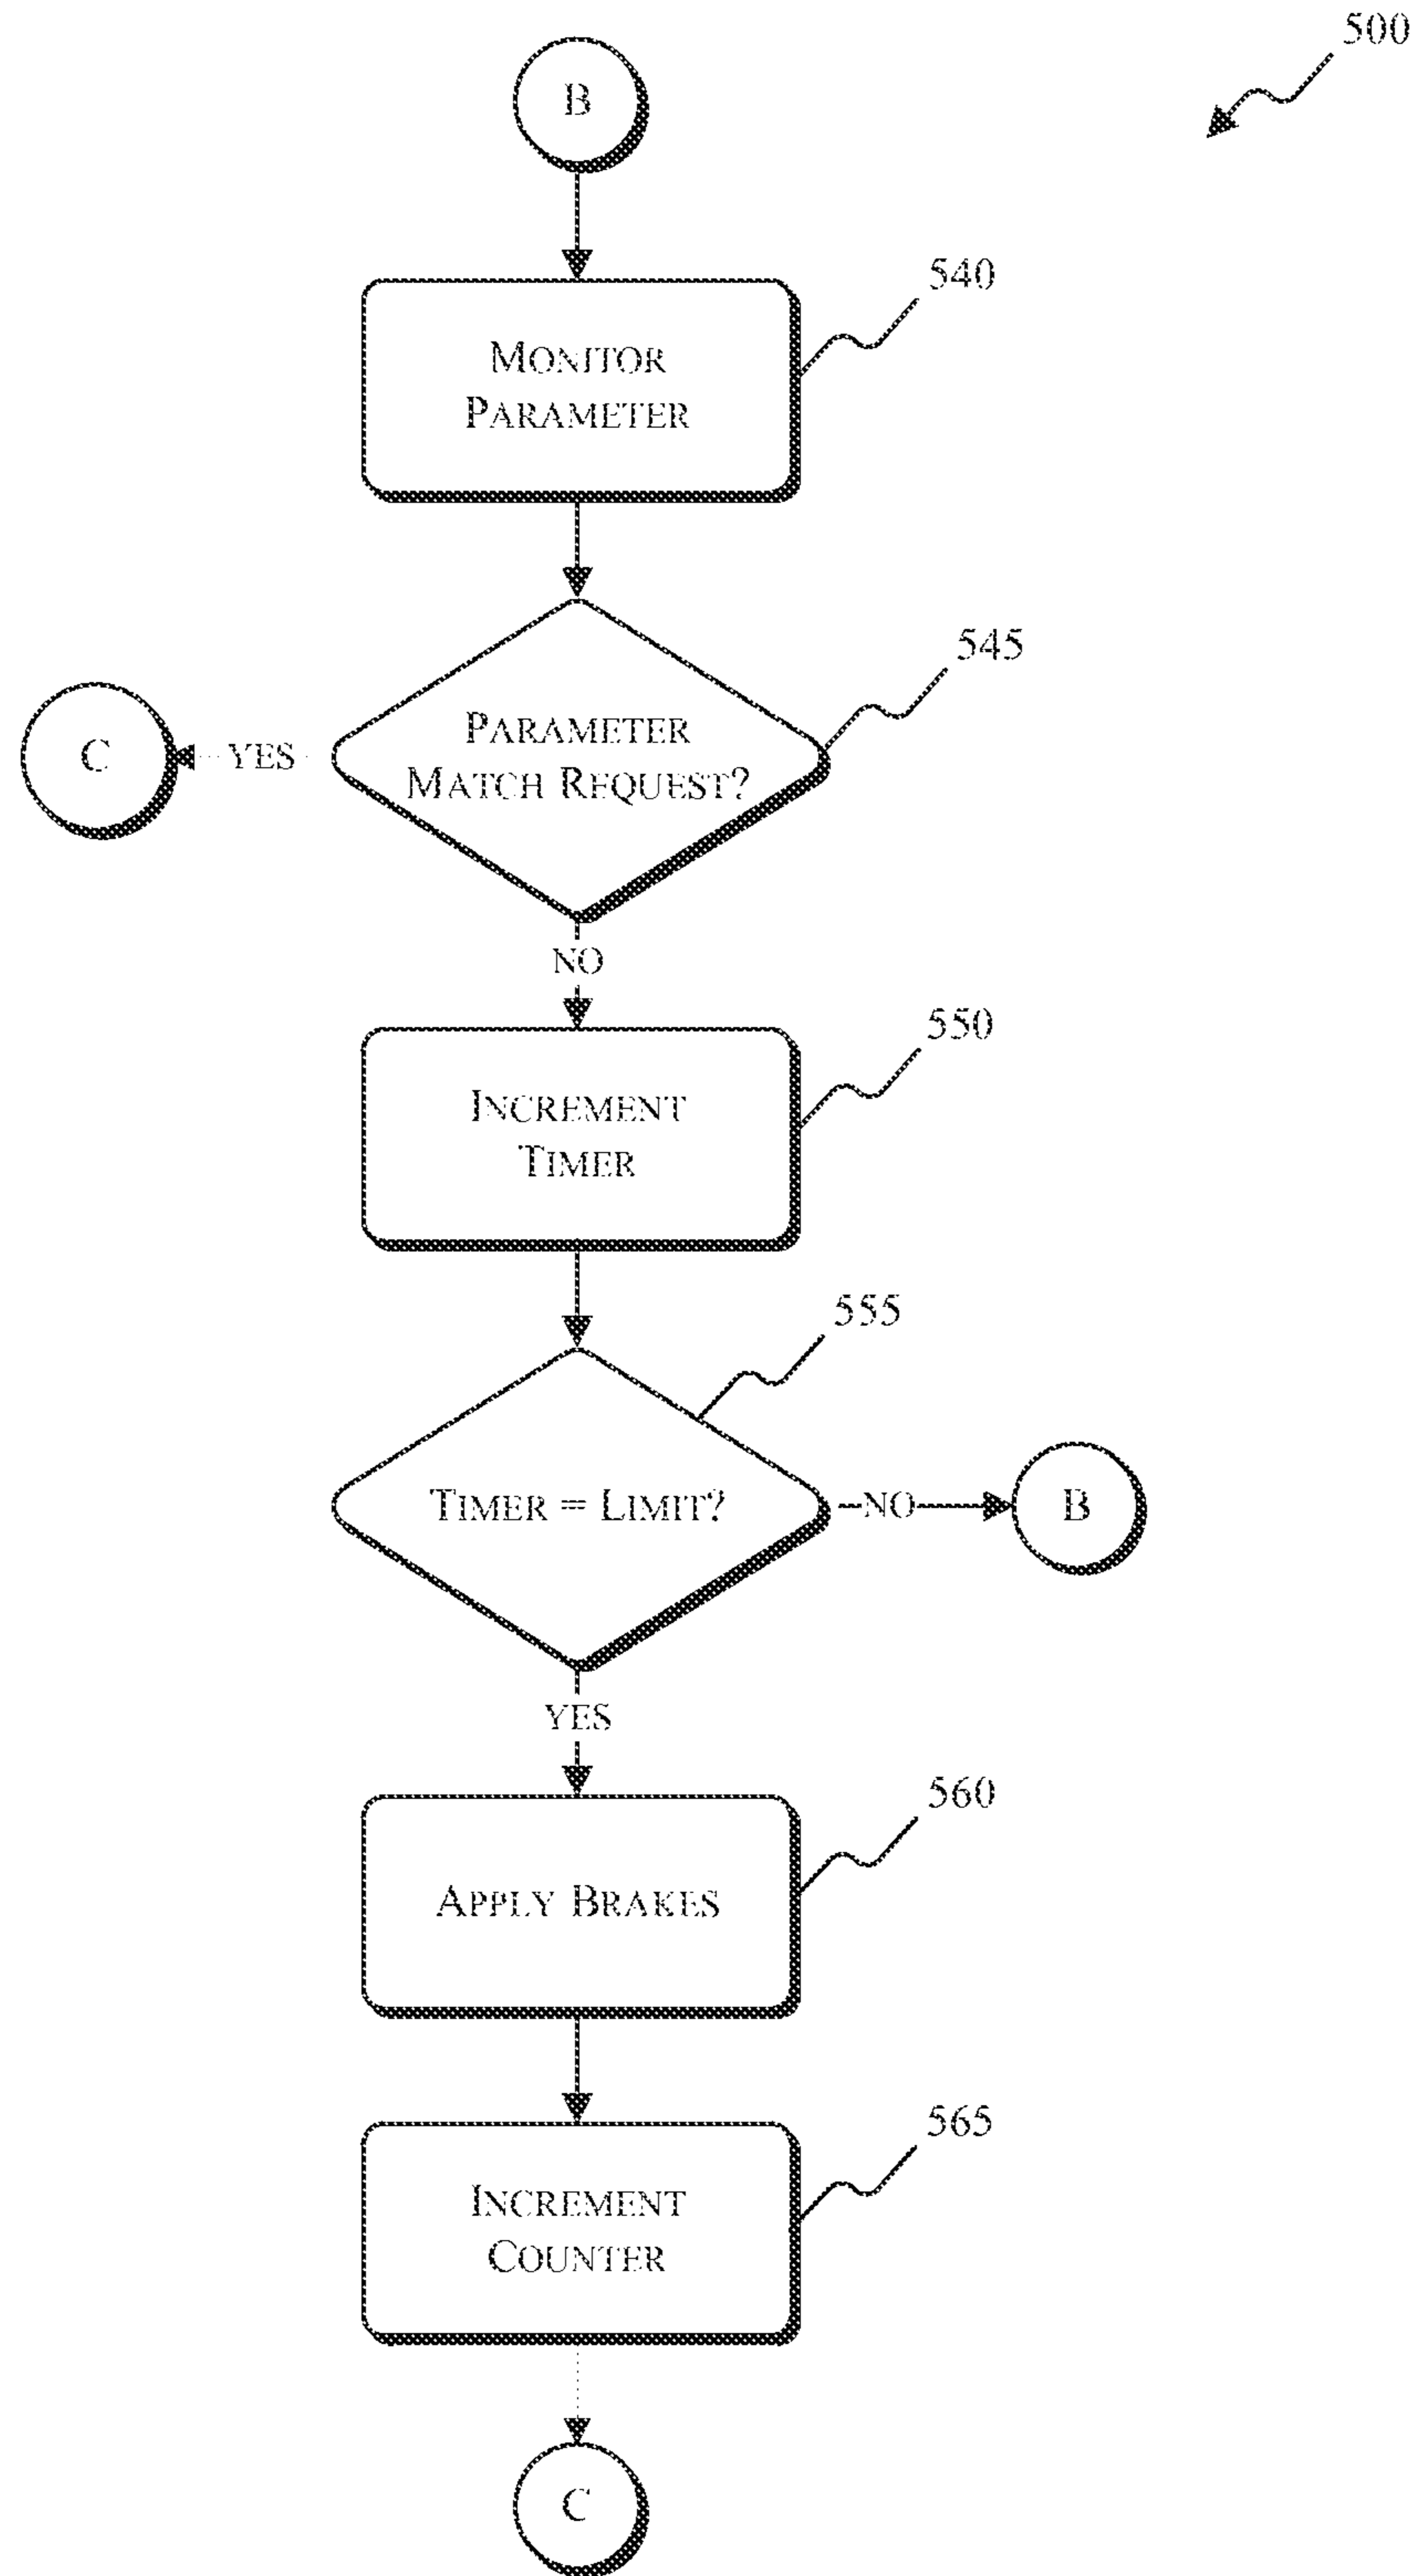 500
B
540
MONITOR
PARAMETER
545
PARAMETER
MATCH REQUEST?
C
YES
NO
550
INCREMENT
TIMER
555
TIMER = LIMIT?
NO
B
YES
560
APPLY BRAKES
565
INCREMENT
COUNTER
C